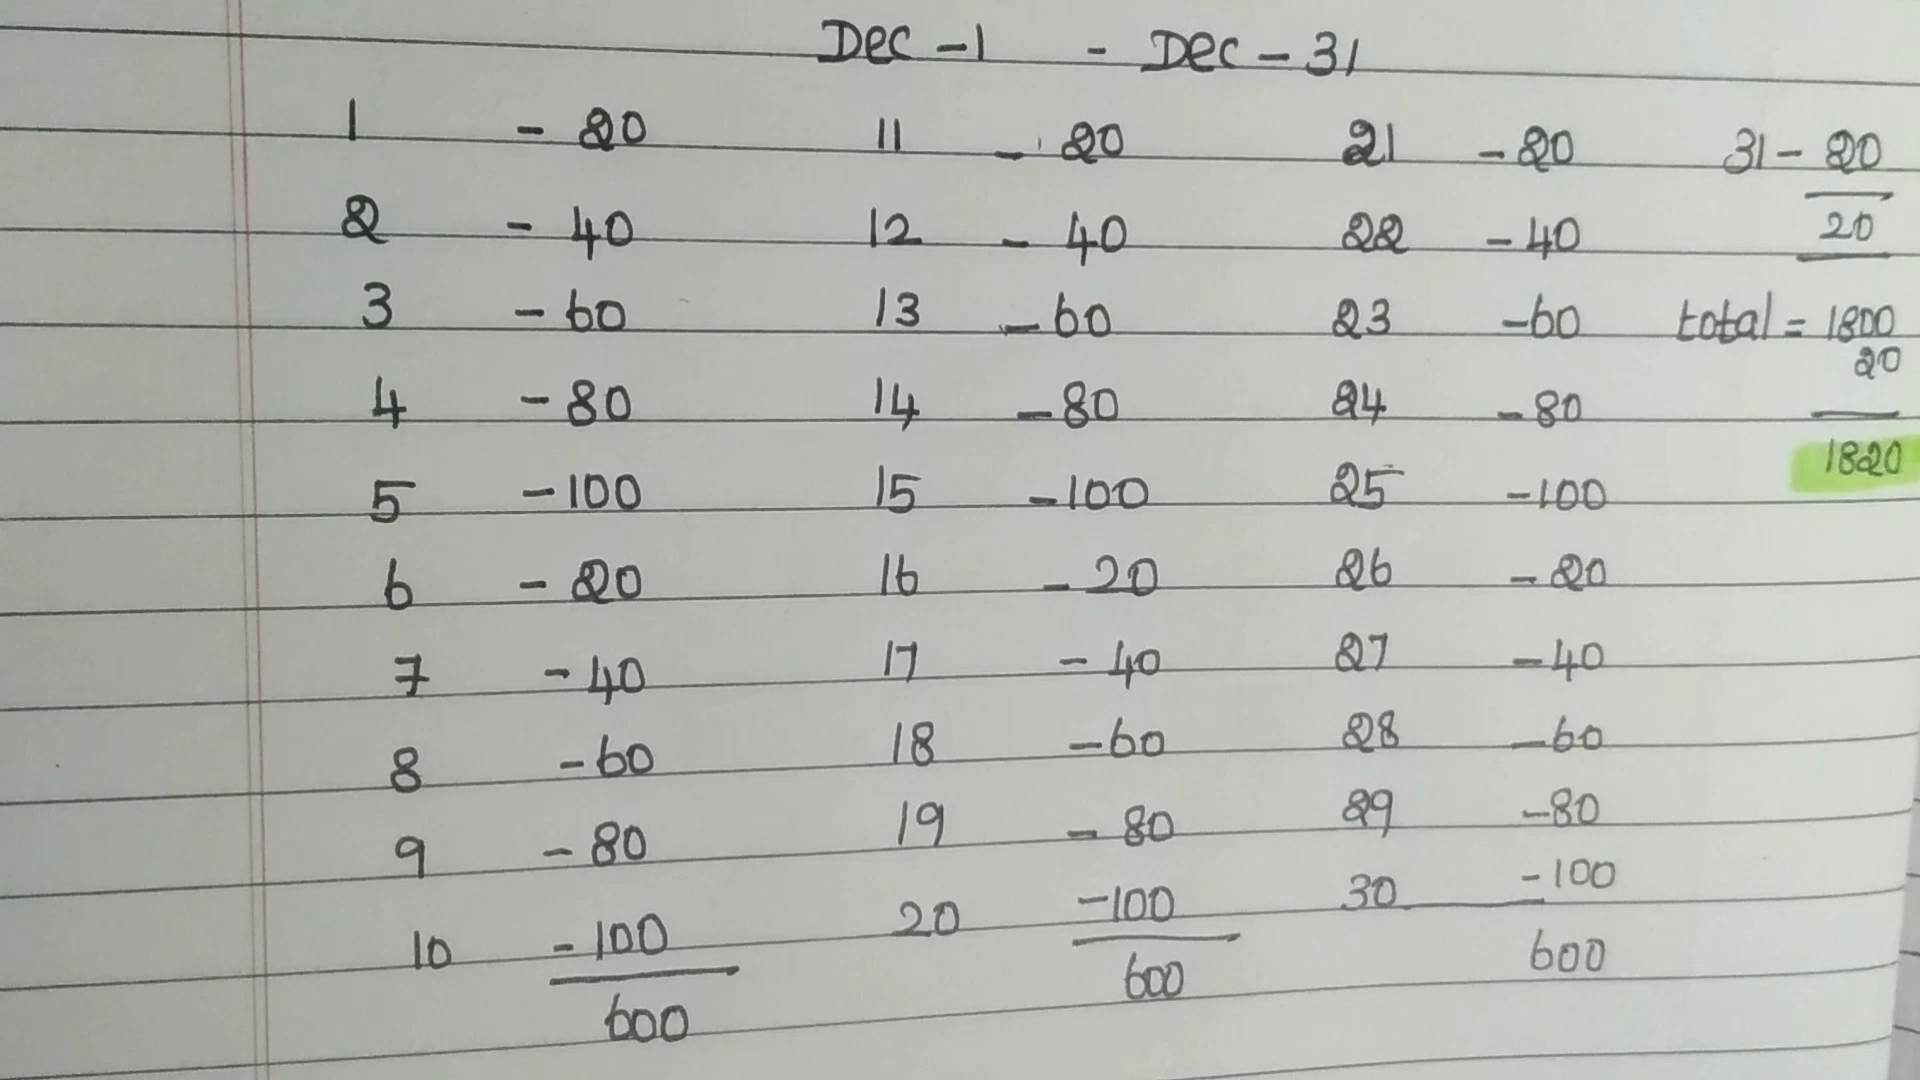 Dec - 1 - Dec - 31
1 - 20 11 - 20 21 - 20 31 - 20
2 - 40 12 - 40 22 - 40 20
3 - 60 13 - 60 23 - 60 total = 1800
20
4 - 80 14 - 80 24 - 80
5 - 100 15 - 100 25 - 100 1820
6 - 20 16 - 20 26 - 20
7 - 40 17 - 40 27 - 40
8 - 60 18 - 60 28 - 60
9 - 80 19 - 80 29 - 80
10 - 100 20 - 100 30 - 100
600 600 600